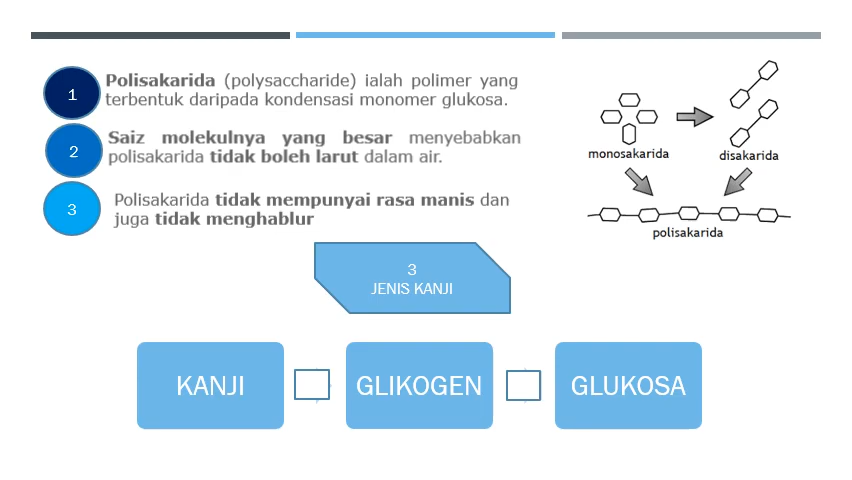 1
Polisakarida (polysaccharide) ialah polimer yang
terbentuk daripada kondensasi monomer glukosa.
2
Saiz molekulnya yang besar menyebabkan
polisakarida tidak boleh larut dalam air.
3
Polisakarida tidak mempunyai rasa manis dan
juga tidak menghablur
monosakarida
disakarida
polisakarida
3
JENIS KANJI
KANJI
GLIKOGEN
GLUKOSA